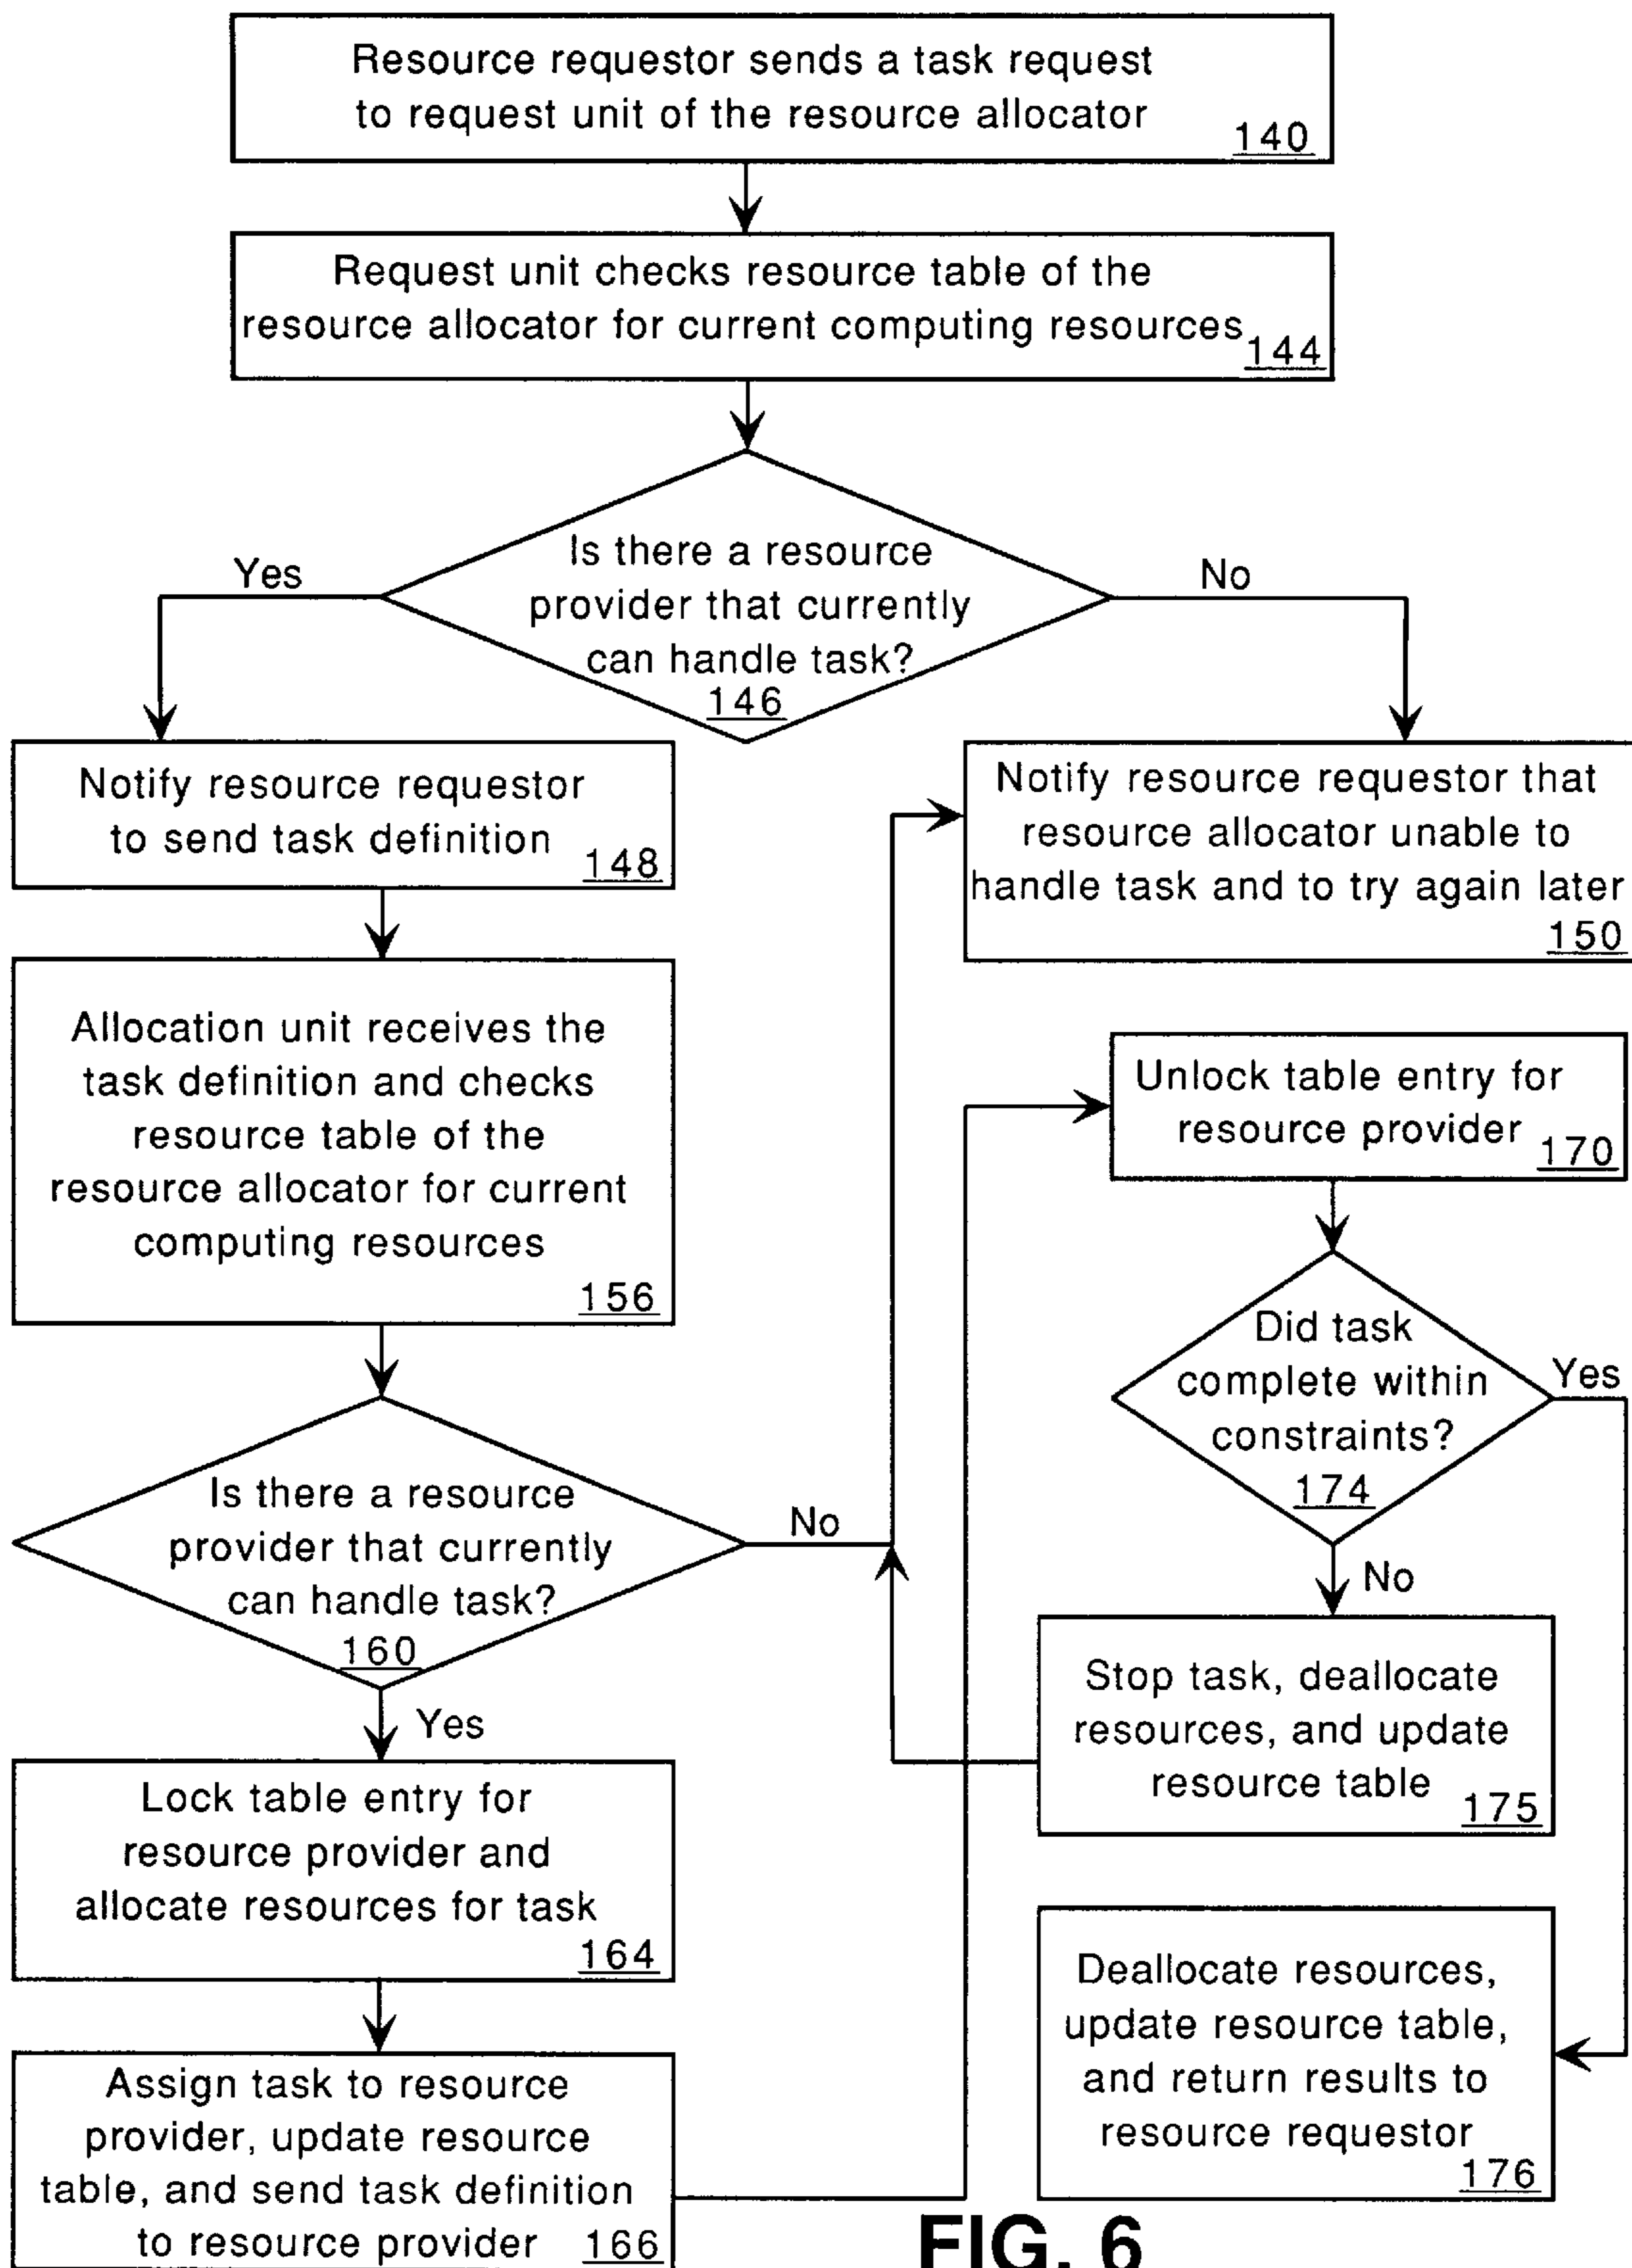 Resource requestor sends a task request
to request unit of the resource allocator
140
Request unit checks resource table of the
resource allocator for current computing resources
144
Is there a resource
provider that currently
can handle task?
146
Yes
No
Notify resource requestor
to send task definition
148
Notify resource requestor that
resource allocator unable to
handle task and to try again later
150
Allocation unit receives the
task definition and checks
resource table of the
resource allocator for current
computing resources
156
Is there a resource
provider that currently
can handle task?
160
No
Yes
Lock table entry for
resource provider and
allocate resources for task
164
Assign task to resource
provider, update resource
table, and send task definition
to resource provider
166
Unlock table entry for
resource provider
170
Did task
complete within
constraints?
174
Yes
No
Stop task, deallocate
resources, and update
resource table
175
Deallocate resources,
update resource table,
and return results to
resource requestor
176
FIG. 6